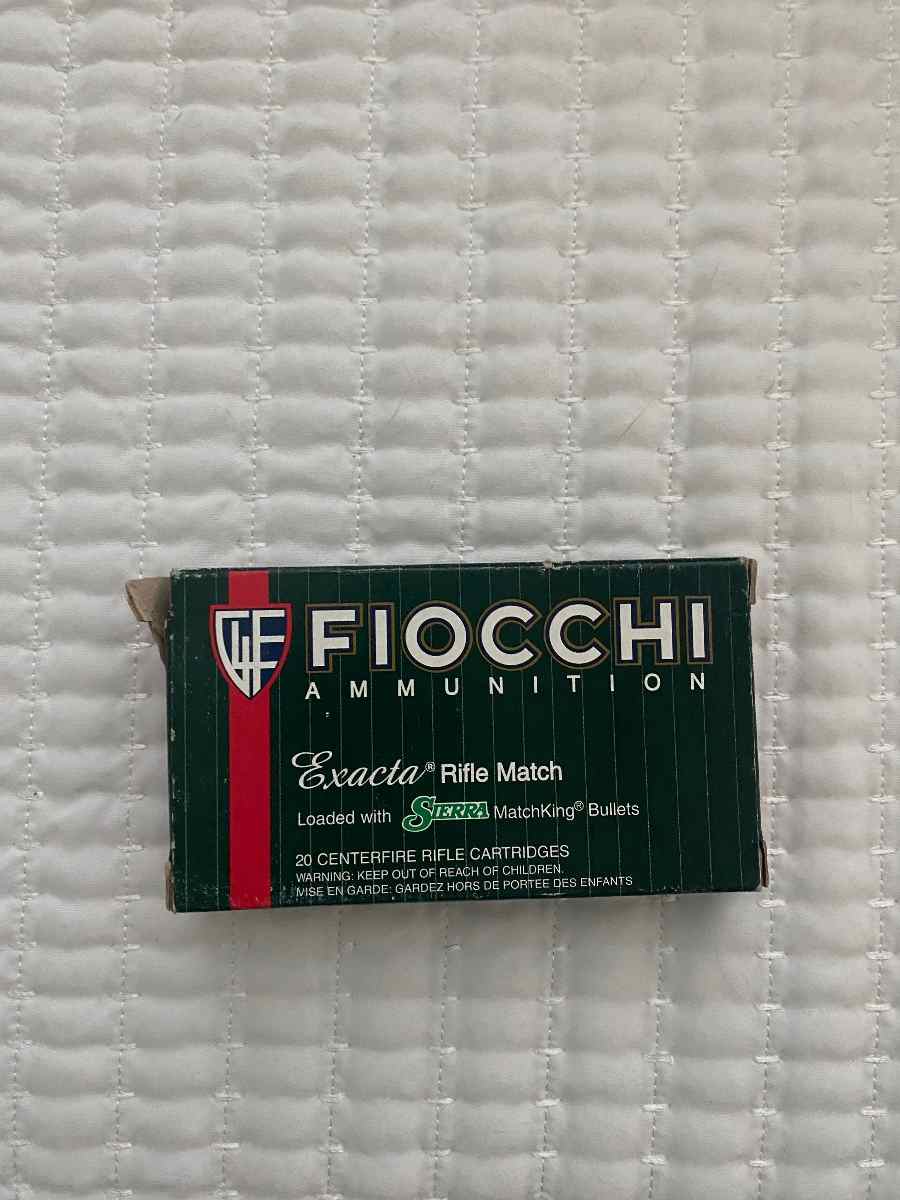 GFL
FIOCCHI
AMMUNITION
Exacta® Rifle Match
Loaded with SIERRA MatchKing® Bullets
20 CENTERFIRE RIFLE CARTRIDGES
WARNING: KEEP OUT OF REACH OF CHILDREN.
MISE EN GARDE: GARDEZ HORS DE PORTEE DES ENFANTS